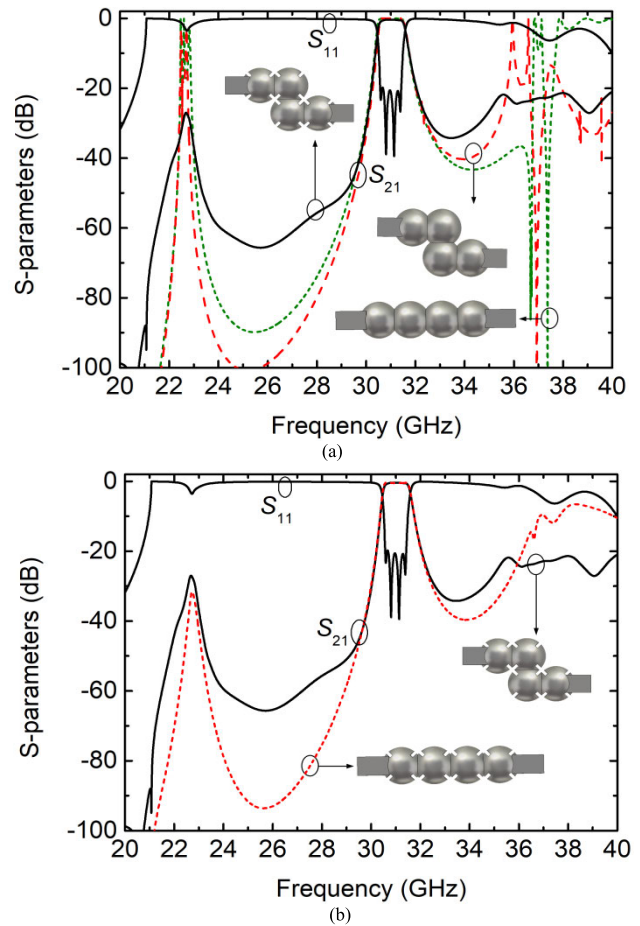 0
-20
-40
-60
-80
-100
S-parameters (dB)
S11
S21
20 22 24 26 28 30 32 34 36 38 40
Frequency (GHz)
(a)
0
-20
-40
-60
-80
-100
S-parameters (dB)
S11
S21
20 22 24 26 28 30 32 34 36 38 40
Frequency (GHz)
(b)